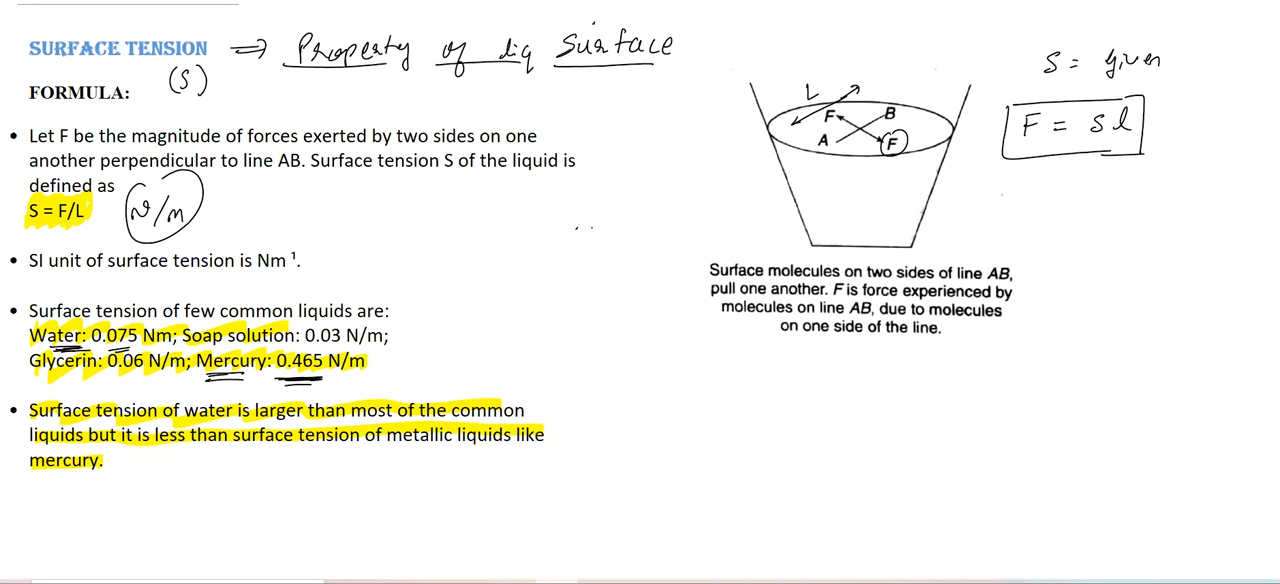 SURFACE TENSION ⇒ Property of liq surface
(S)
FORMULA:
• Let F be the magnitude of forces exerted by two sides on one
another perpendicular to line AB. Surface tension S of the liquid is
defined as
S = F/L N/m
• SI unit of surface tension is Nm ¹.
• Surface tension of few common liquids are:
Water: 0.075 Nm; Soap solution: 0.03 N/m;
Glycerin: 0.06 N/m; Mercury: 0.465 N/m
• Surface tension of water is larger than most of the common
liquids but it is less than surface tension of metallic liquids like
mercury.
L
F B
A F
Surface molecules on two sides of line AB,
pull one another. F is force experienced by
molecules on line AB, due to molecules
on one side of the line.
S = given
F = Sl